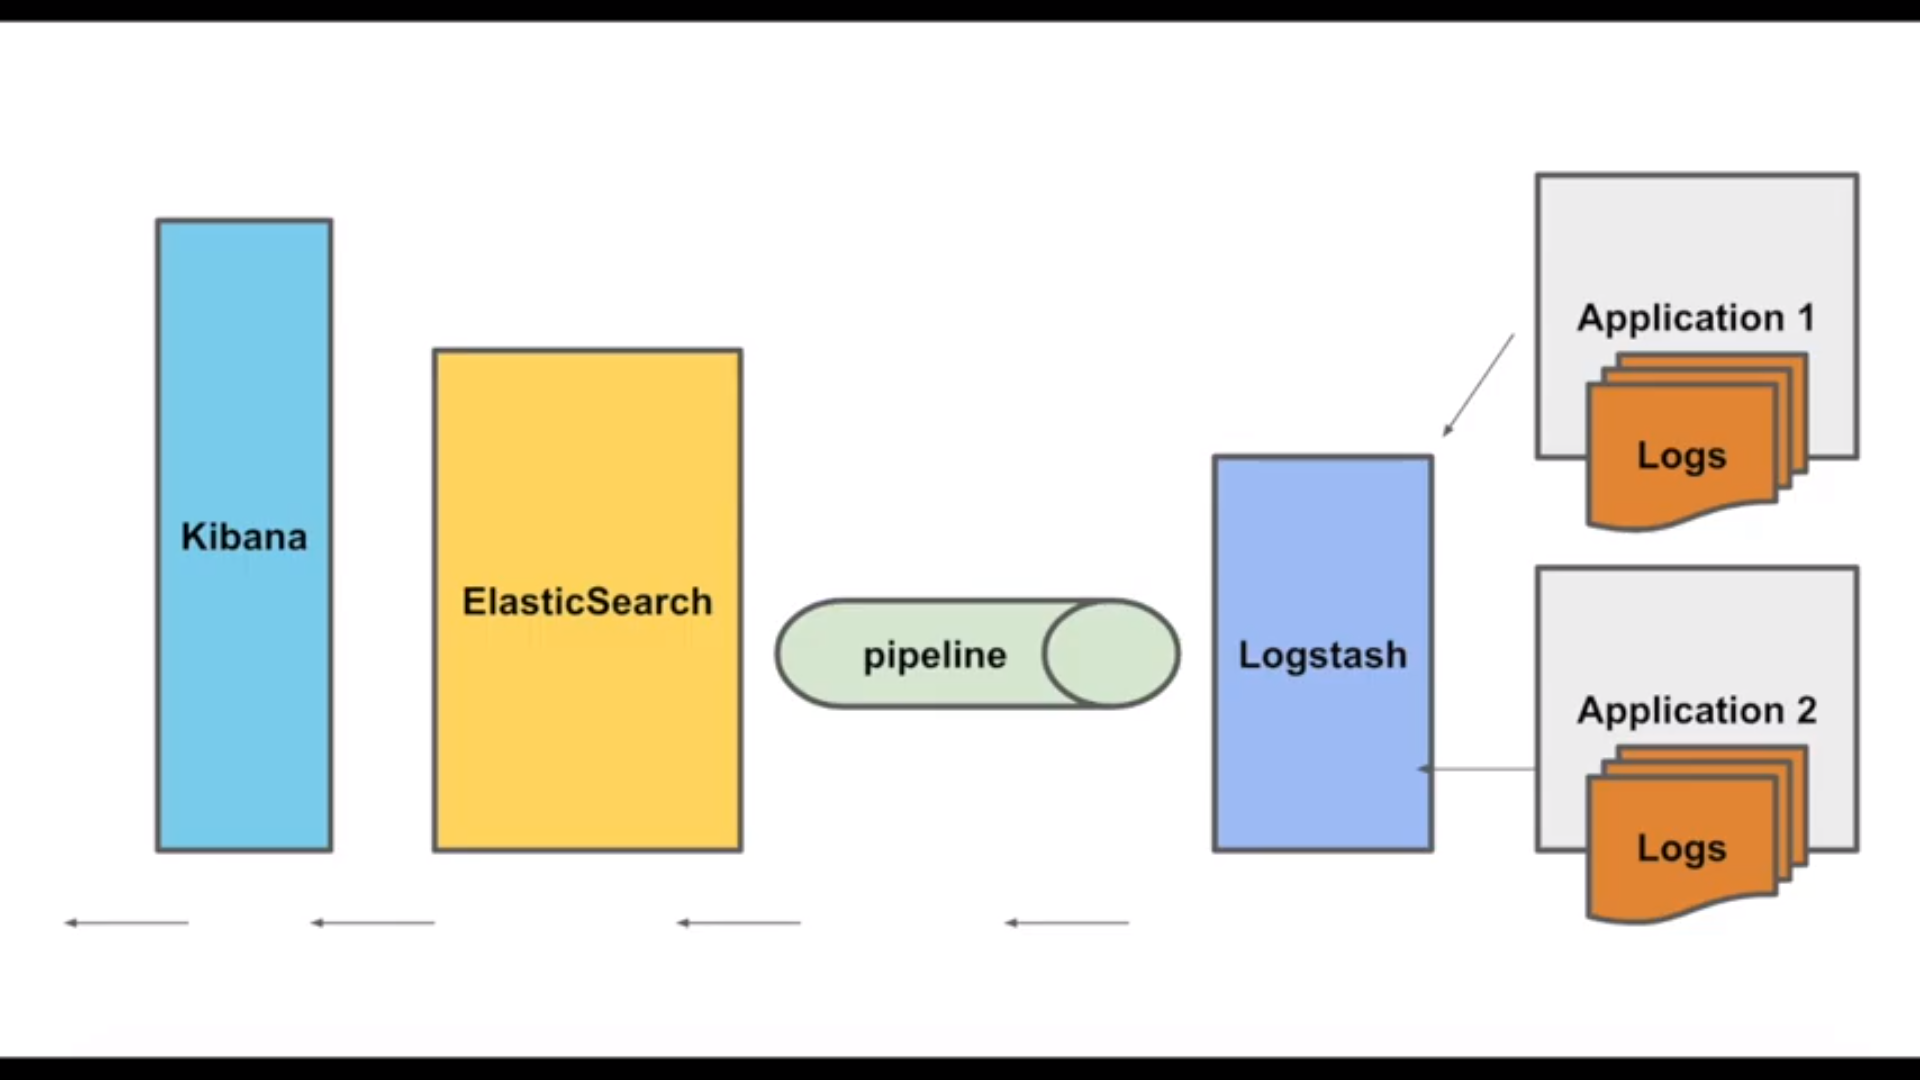 Kibana
ElasticSearch
pipeline
Logstash
Application 1
Logs
Application 2
Logs